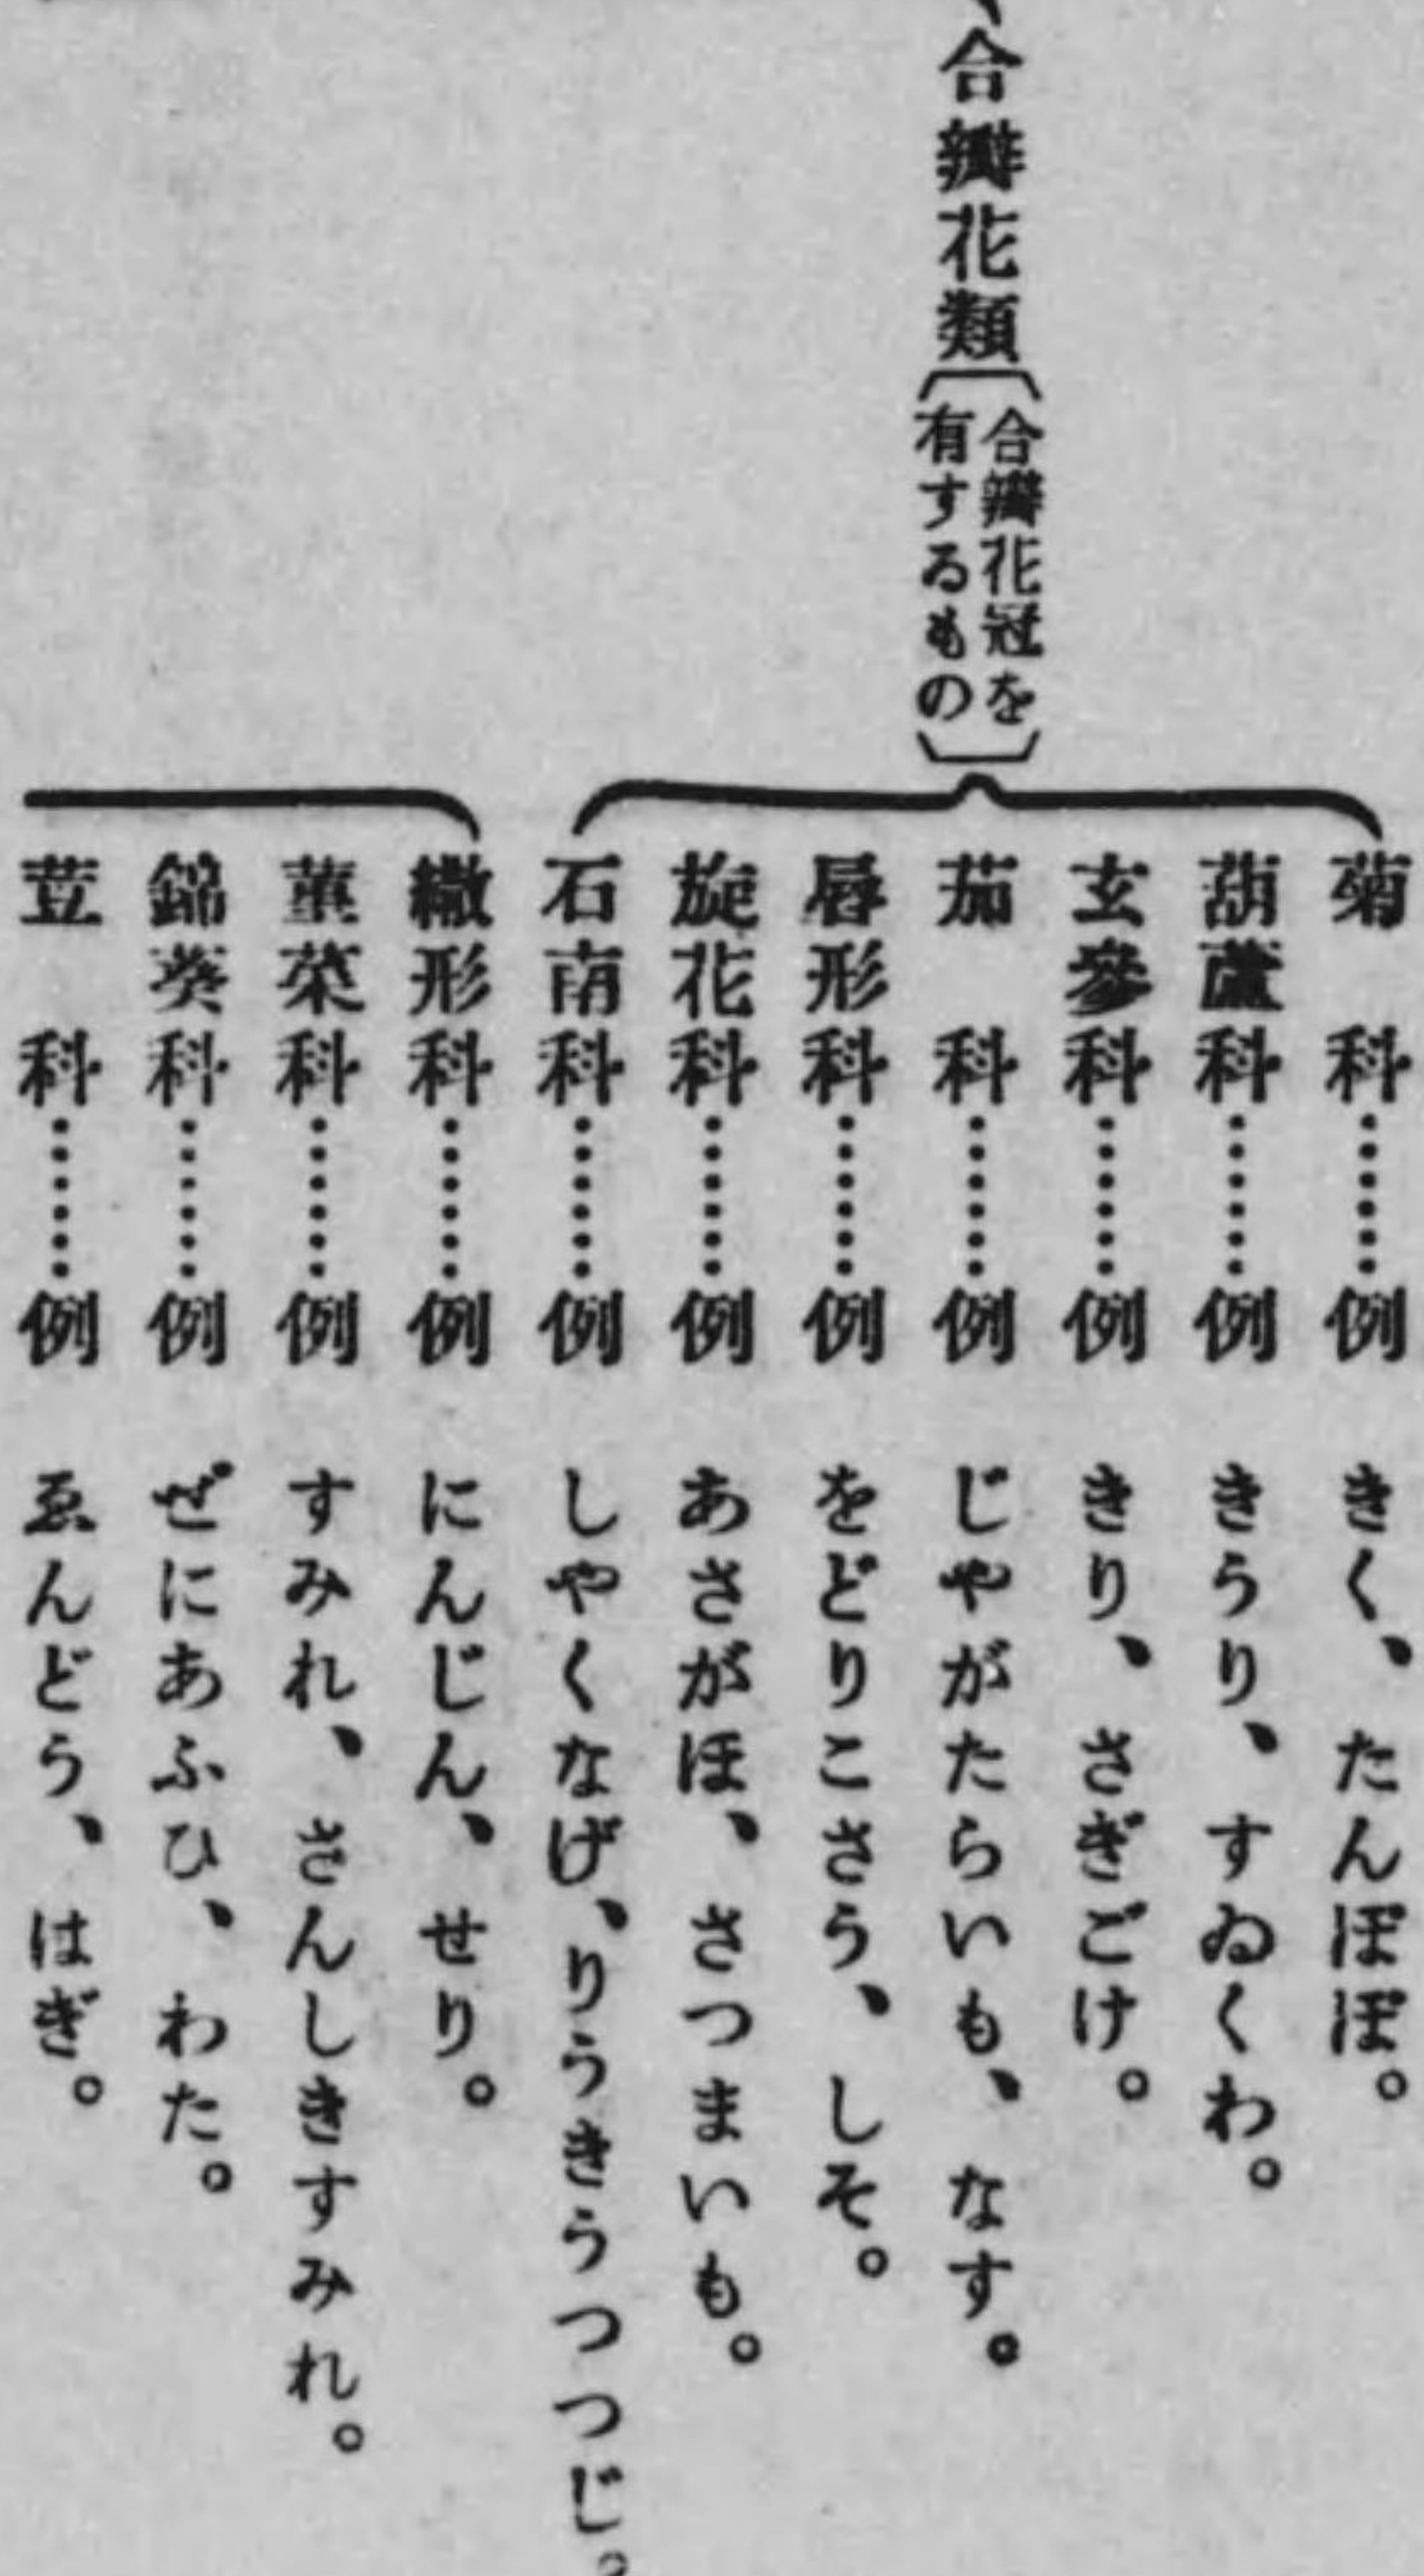 合瓣花類
合瓣花冠を
有するもの
菊科……例 きく、たんぽぽ。
葫蘆科……例 きうり、すゐくわ。
玄參科……例 きり、さぎごけ。
茄科……例 じやがたらいも、なす。
唇形科……例 をどりこさう、しそ。
旋花科……例 あさがほ、さつまいも。
石南科……例 しやくなげ、りうきうつつじ。
繖形科……例 にんじん、せり。
菫菜科……例 すみれ、さんしきすみれ。
錦葵科……例 ぜにあふひ、わた。
荳科……例 ゑんどう、はぎ。